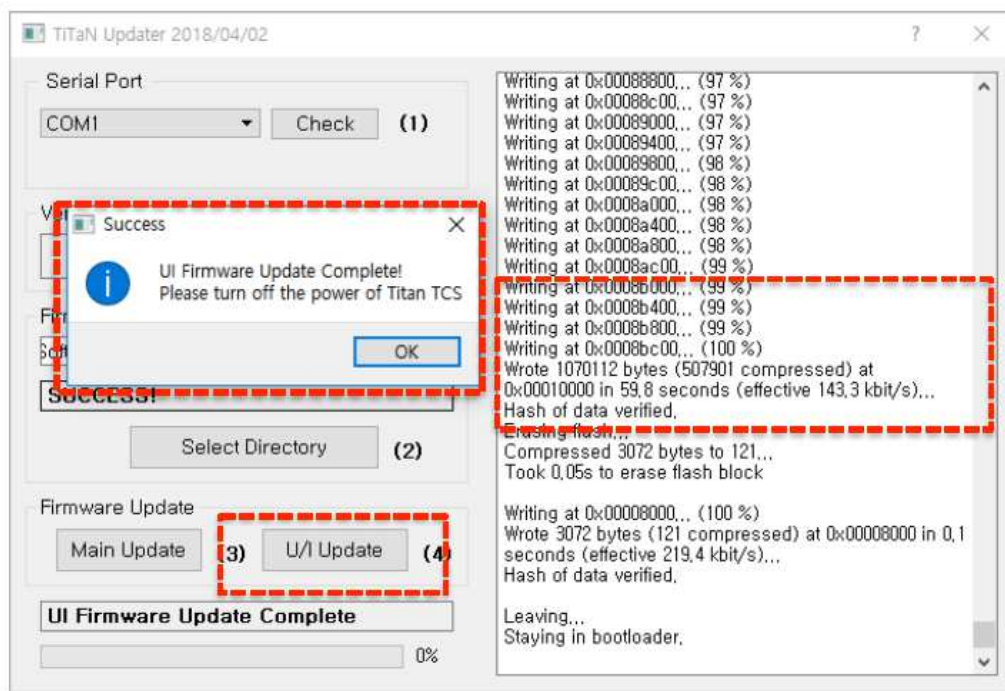 TiTaN Updater 2018/04/02
?
Serial Port
COM1
Check
(1)
Success
UI Firmware Update Complete!
Please turn off the power of Titan TCS
OK
SUCCESS!
Select Directory
(2)
Firmware Update
Main Update
(3)
U/I Update
(4)
UI Firmware Update Complete
0%
Writing at 0x00088800... (97 %)
Writing at 0x00088c00... (97 %)
Writing at 0x00089000... (97 %)
Writing at 0x00089400... (97 %)
Writing at 0x00089800... (98 %)
Writing at 0x00089c00... (98 %)
Writing at 0x0008a000... (98 %)
Writing at 0x0008a400... (98 %)
Writing at 0x0008a800... (98 %)
Writing at 0x0008ac00... (99 %)
Writing at 0x0008b000... (99 %)
Writing at 0x0008b400... (99 %)
Writing at 0x0008b800... (99 %)
Writing at 0x0008bc00... (100 %)
Wrote 1070112 bytes (507901 compressed) at
0x00010000 in 59.8 seconds (effective 143.3 kbit/s)...
Hash of data verified.
Erasing flash...
Compressed 3072 bytes to 121...
Took 0.05s to erase flash block
Writing at 0x00008000... (100 %)
Wrote 3072 bytes (121 compressed) at 0x00008000 in 0.1
seconds (effective 219.4 kbit/s)...
Hash of data verified.
Leaving...
Staying in bootloader.